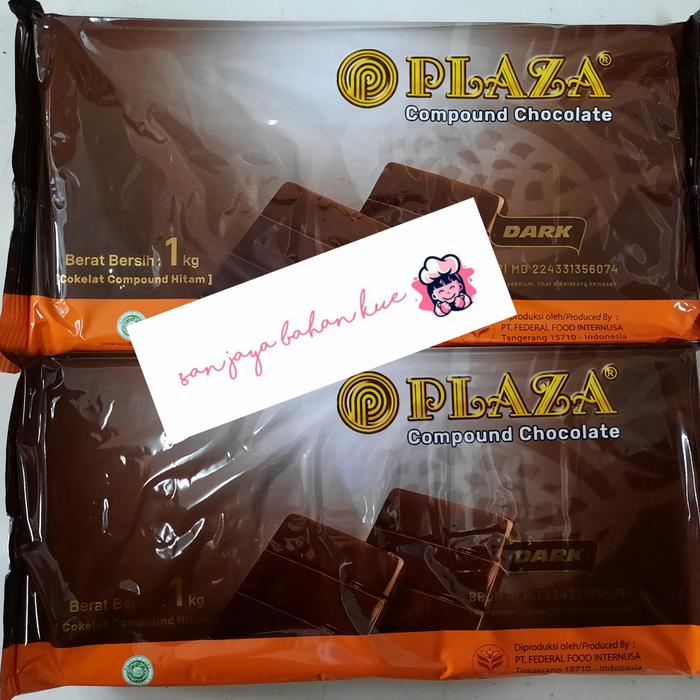 PLAZA®
Compound Chocolate
DARK
Berat Bersih : 1 kg
[Cokelat Compound Hitam]
MD 224331356074
sebelum, lihat dibelakang kemasan
Diproduksi oleh/Produced By :
PT. FEDERAL FOOD INTERNUSA
Tangerang 15710 - Indonesia
sanjaya bahan kue
PLAZA®
Compound Chocolate
DARK
Berat Bersih : 1 kg
[Cokelat Compound Hitam]
Diproduksi oleh/Produced By :
PT. FEDERAL FOOD INTERNUSA
Tangerang 15710 - Indonesia